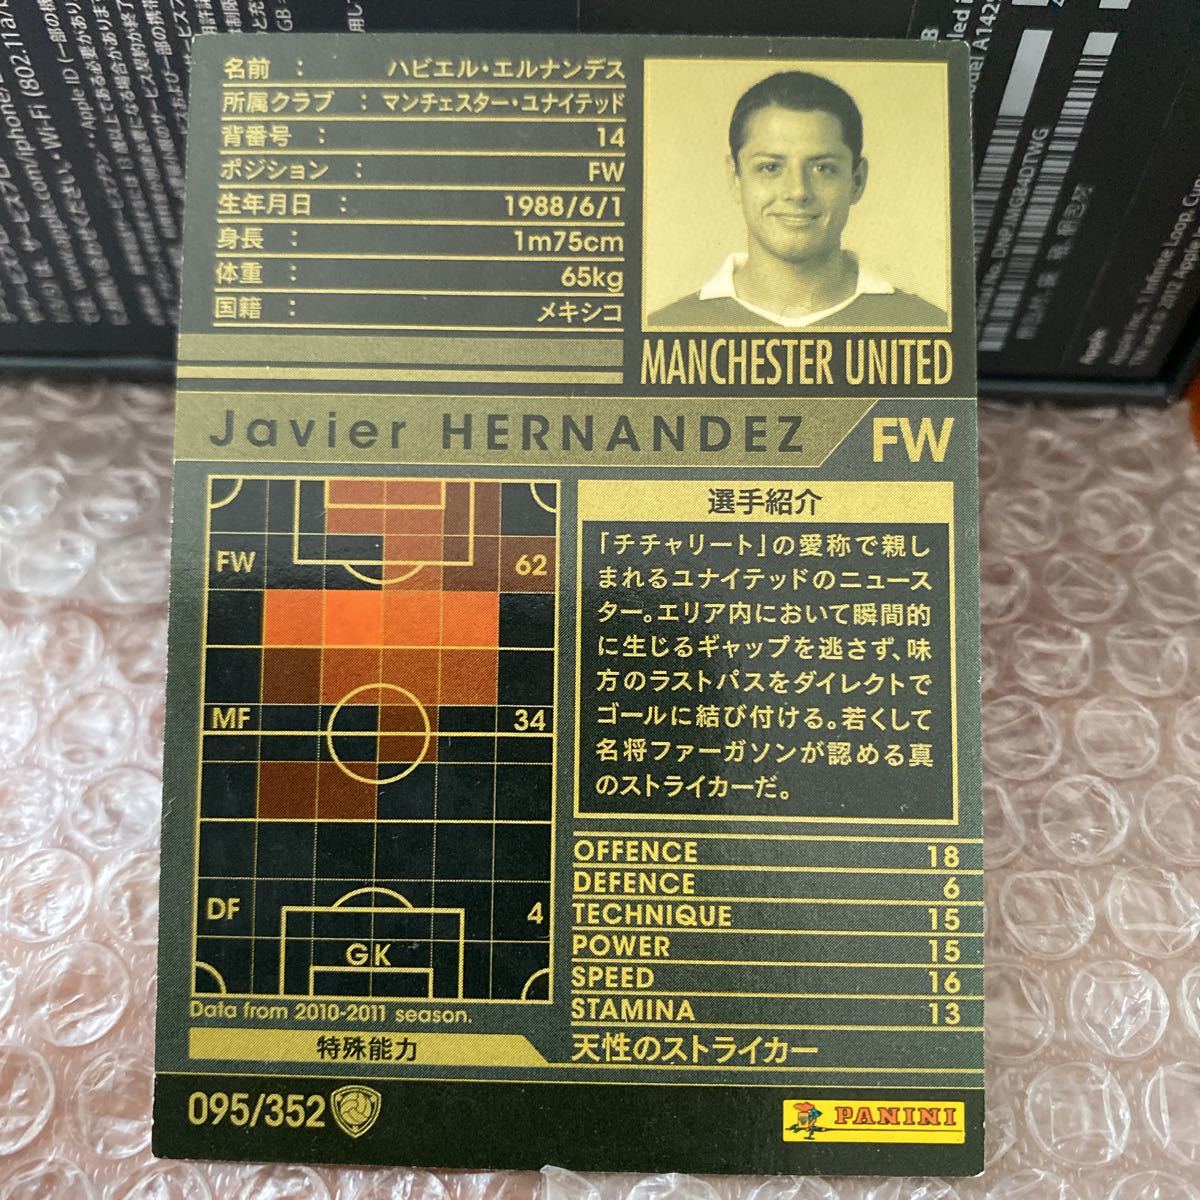 名前 : ハビエル・エルナンデス
所属クラブ : マンチェスター・ユナイテッド
背番号 : 14
ポジション : FW
生年月日 : 1988/6/1
身長 : 1m75cm
体重 : 65kg
国籍 : メキシコ
MANCHESTER UNITED
Javier HERNANDEZ
FW
FW 62
MF 34
DF 4
GK
Data from 2010-2011 season.
選手紹介
「チチャリート」の愛称で親し
まれるユナイテッドのニュース
ター。エリア内において瞬間的
に生じるギャップを逃さず、味
方のラストパスをダイレクトで
ゴールに結び付ける。若くして
名将ファーガソンが認める真
のストライカーだ。
OFFENCE 18
DEFENCE 6
TECHNIQUE 15
POWER 15
SPEED 16
STAMINA 13
特殊能力
天性のストライカー
095/352
PANINI